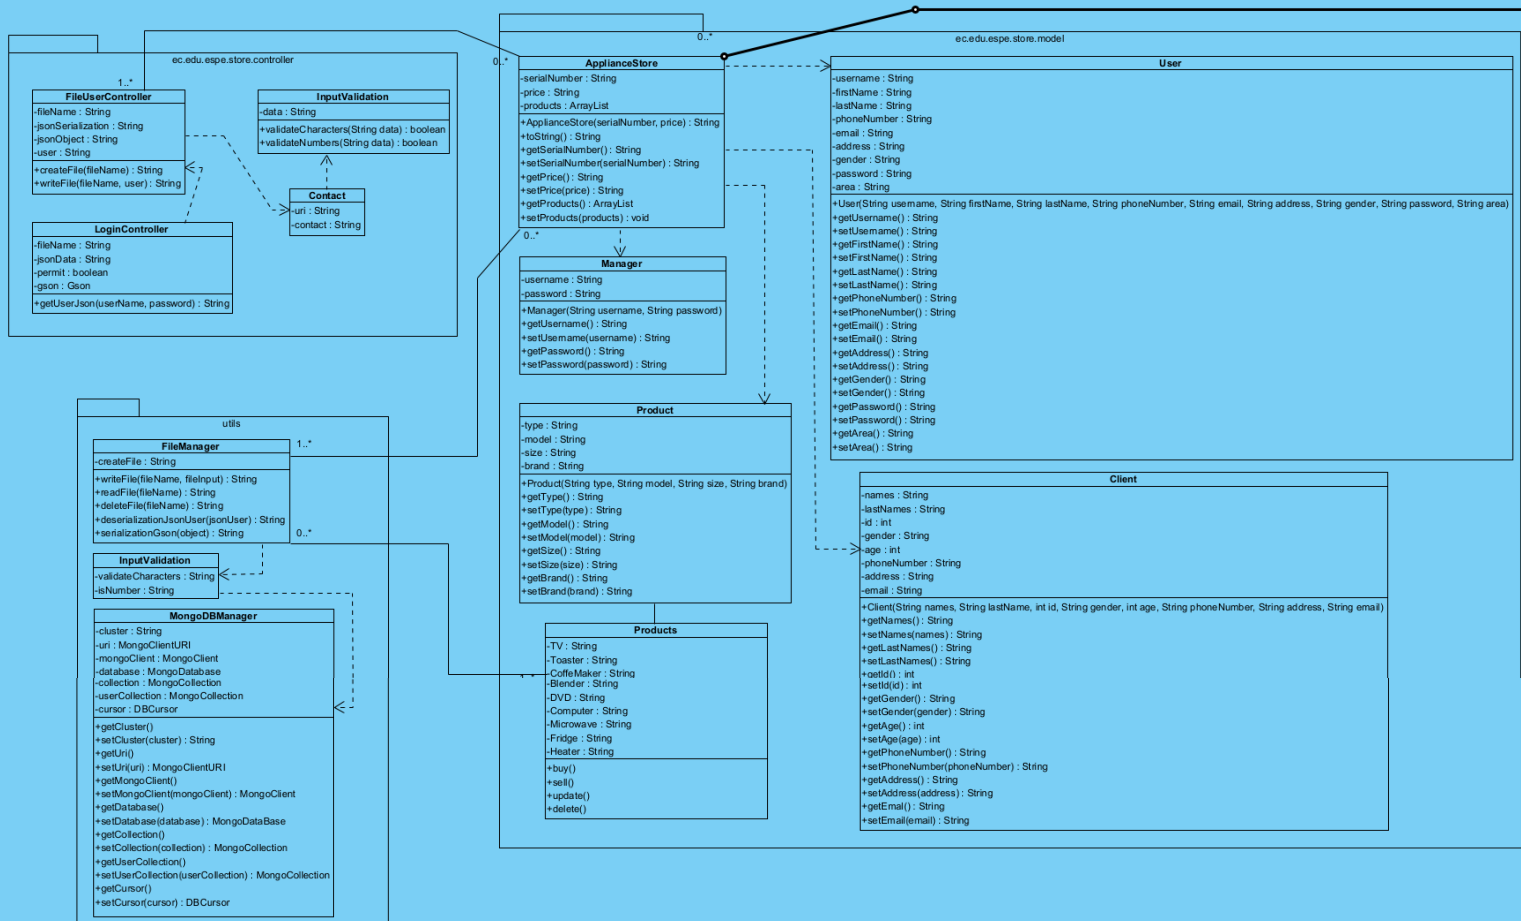 ec.edu.espe.store.controller
1..*
FileUserController
-fileName : String
-jsonSerialization : String
-jsonObject : String
-user : String
+createFile(fileName) : String
+writeFile(fileName, user) : String
InputValidation
-data : String
+validateCharacters(String data) : boolean
+validateNumbers(String data) : boolean
Contact
-uri : String
-contact : String
LoginController
-fileName : String
-jsonData : String
-permit : boolean
-gson : Gson
+getUserJson(userName, password) : String
ec.edu.espe.store.model
0..*
0..*
ApplianceStore
-serialNumber : String
-price : String
-products : ArrayList
+ApplianceStore(serialNumber, price) : String
+toString() : String
+getSerialNumber() : String
+setSerialNumber(serialNumber) : String
+getPrice() : String
+setPrice(price) : String
+getProducts() : ArrayList
+setProducts(products) : void
0..*
Manager
-username : String
-password : String
+Manager(String username, String password)
+getUsername() : String
+setUsername(username) : String
+getPassword() : String
+setPassword(password) : String
Product
-type : String
-model : String
-size : String
-brand : String
+Product(String type, String model, String size, String brand)
+getType() : String
+setType(type) : String
+getModel() : String
+setModel(model) : String
+getSize() : String
+setSize(size) : String
+getBrand() : String
+setBrand(brand) : String
Products
-TV : String
-Toaster : String
-CoffeMaker : String
-Blender : String
-DVD : String
-Computer : String
-Microwave : String
-Fridge : String
-Heater : String
+buy()
+sell()
+update()
+delete()
User
-username : String
-firstName : String
-lastName : String
-phoneNumber : String
-email : String
-address : String
-gender : String
-password : String
-area : String
+User(String username, String firstName, String lastName, String phoneNumber, String email, String address, String gender, String password, String area)
+getUsername() : String
+setUsername() : String
+getFirstName() : String
+setFirstName() : String
+getLastName() : String
+setLastName() : String
+getPhoneNumber() : String
+setPhoneNumber() : String
+getEmail() : String
+setEmail() : String
+getAddress() : String
+setAddress() : String
+getGender() : String
+setGender() : String
+getPassword() : String
+setPassword() : String
+getArea() : String
+setArea() : String
Client
-names : String
-lastNames : String
-id : int
-gender : String
-age : int
-phoneNumber : String
-address : String
-email : String
+Client(String names, String lastName, int id, String gender, int age, String phoneNumber, String address, String email)
+getNames() : String
+setNames(names) : String
+getLastNames() : String
+setLastNames() : String
+getId() : int
+setId(id) : int
+getGender() : String
+setGender(gender) : String
+getAge() : int
+setAge(age) : int
+getPhoneNumber() : String
+setPhoneNumber(phoneNumber) : String
+getAddress() : String
+setAddress(address) : String
+getEmal() : String
+setEmail(email) : String
utils
1..*
FileManager
-createFile : String
+writeFile(fileName, fileInput) : String
+readFile(fileName) : String
+deleteFile(fileName) : String
+deserializationJsonUser(jsonUser) : String
+serializationGson(object) : String
0..*
InputValidation
-validateCharacters : String
-isNumber : String
MongoDBManager
-cluster : String
-uri : MongoClientURI
-mongoClient : MongoClient
-database : MongoDatabase
-collection : MongoCollection
-userCollection : MongoCollection
-cursor : DBCursor
+getCluster()
+setCluster(cluster) : String
+getUri()
+setUri(uri) : MongoClientURI
+getMongoClient()
+setMongoClient(mongoClient) : MongoClient
+getDatabase()
+setDatabase(database) : MongoDataBase
+getCollection()
+setCollection(collection) : MongoCollection
+getUserCollection()
+setUserCollection(userCollection) : MongoCollection
+getCursor()
+setCursor(cursor) : DBCursor